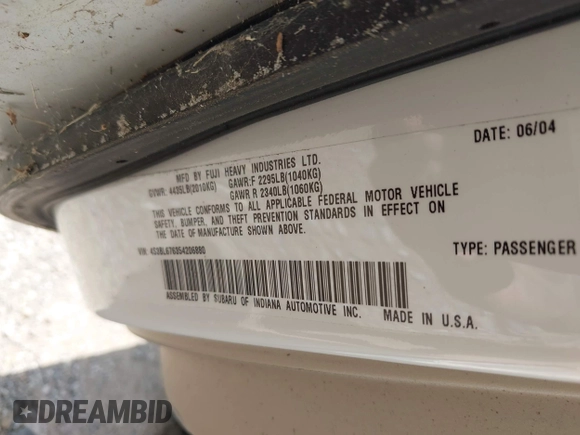 MFD BY FUJI HEAVY INDUSTRIES LTD.
DATE: 06/04
GVWR: 4435LB(2010KG)
GAWR:F 2295LB(1040KG)
GAWR R 2340LB(1060KG)
THIS VEHICLE CONFORMS TO ALL APPLICABLE FEDERAL MOTOR VEHICLE
SAFETY, BUMPER, AND THEFT PREVENTION STANDARDS IN EFFECT ON
THE DATE OF MANUFACTURE SHOWN ABOVE.
VIN: 4S3BL676354206880
TYPE: PASSENGER
ASSEMBLED BY SUBARU OF INDIANA AUTOMOTIVE INC.
MADE IN U.S.A.
DREAMBID